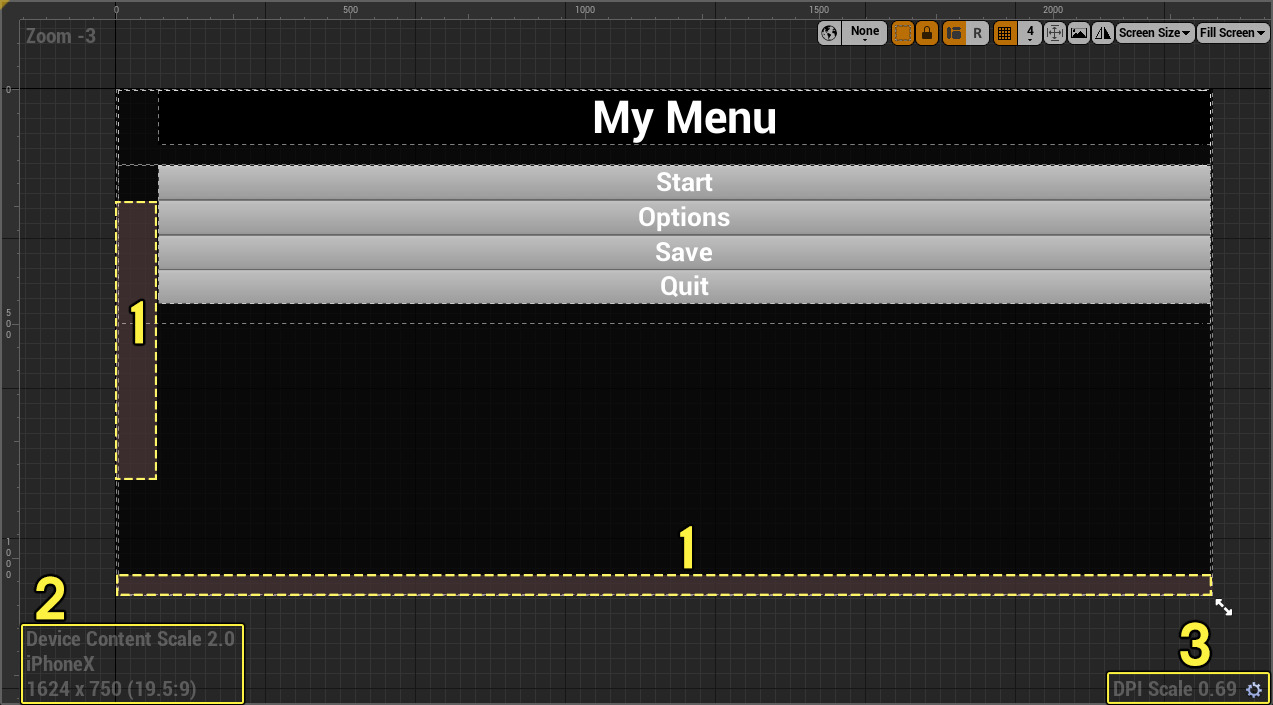 0 500 1000 1500 2000
Zoom -3
None R 4 Screen Size Fill Screen
0
My Menu
Start
Options
Save
Quit
500
1
1000
1
2
Device Content Scale 2.0
iPhoneX
1624 x 750 (19.5:9)
3
DPI Scale 0.69